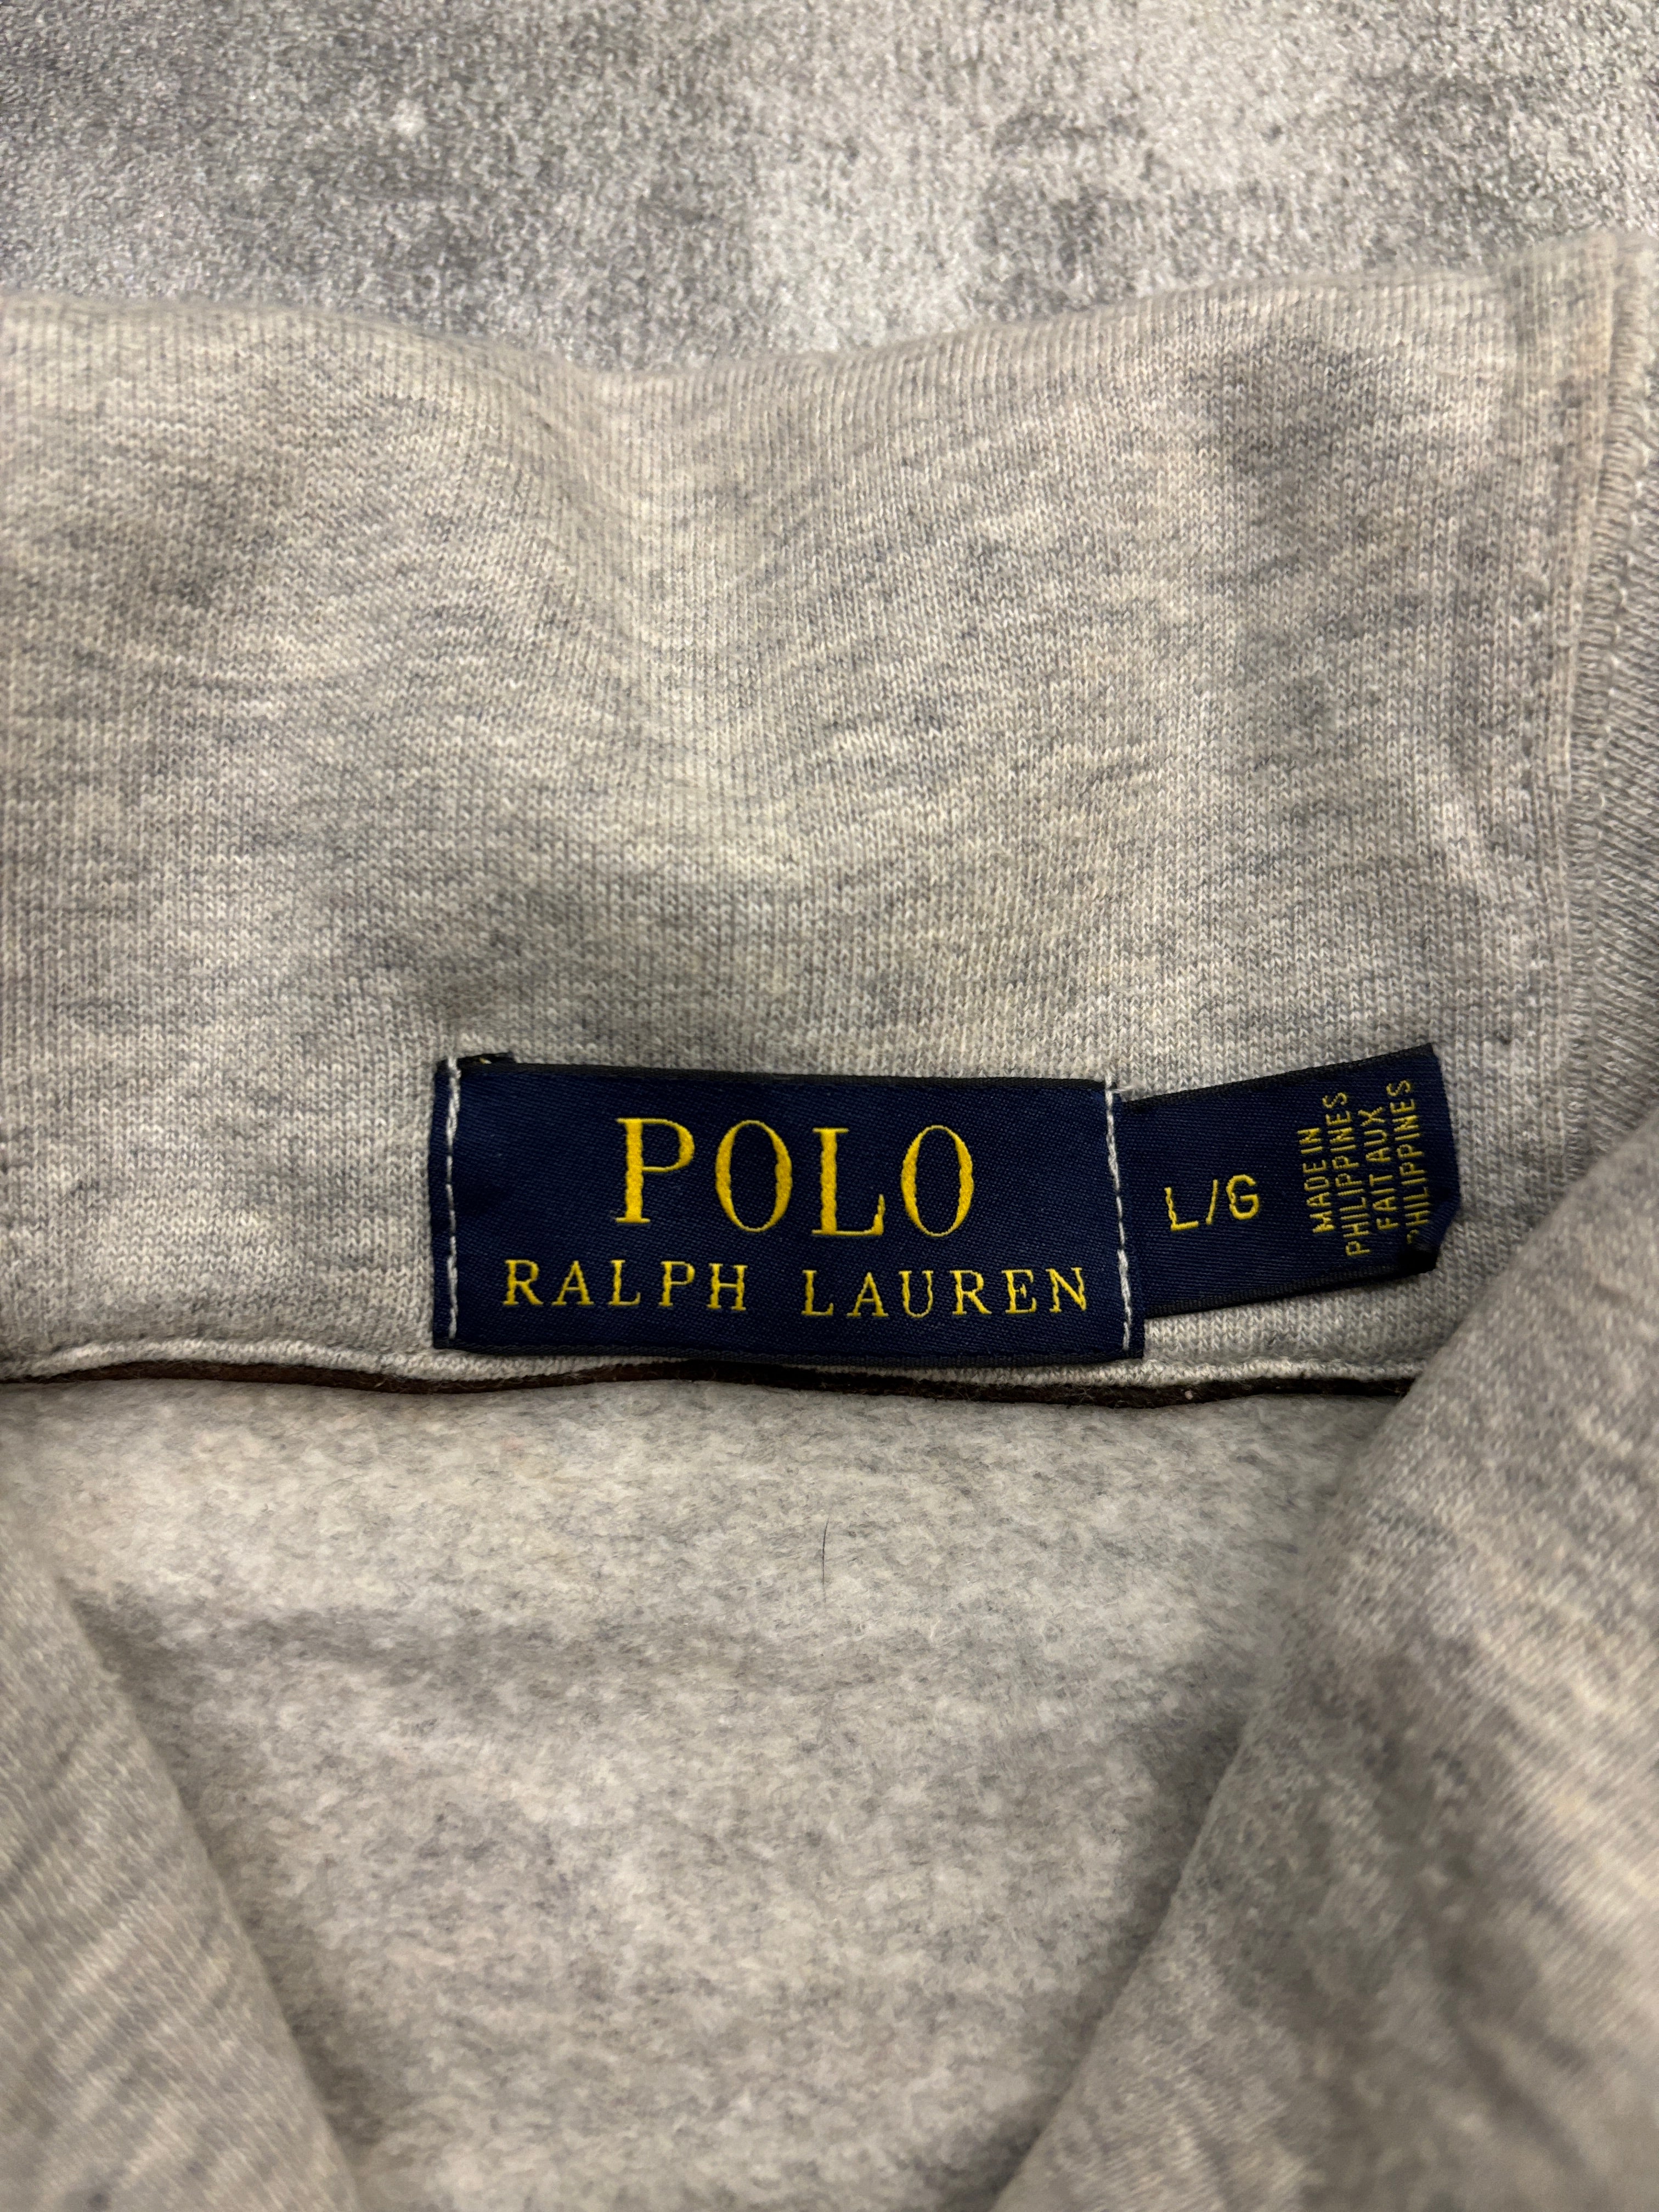 POLO
RALPH LAUREN
L/G
MADE IN
PHILIPPINES
FAIT AUX
PHILIPPINES